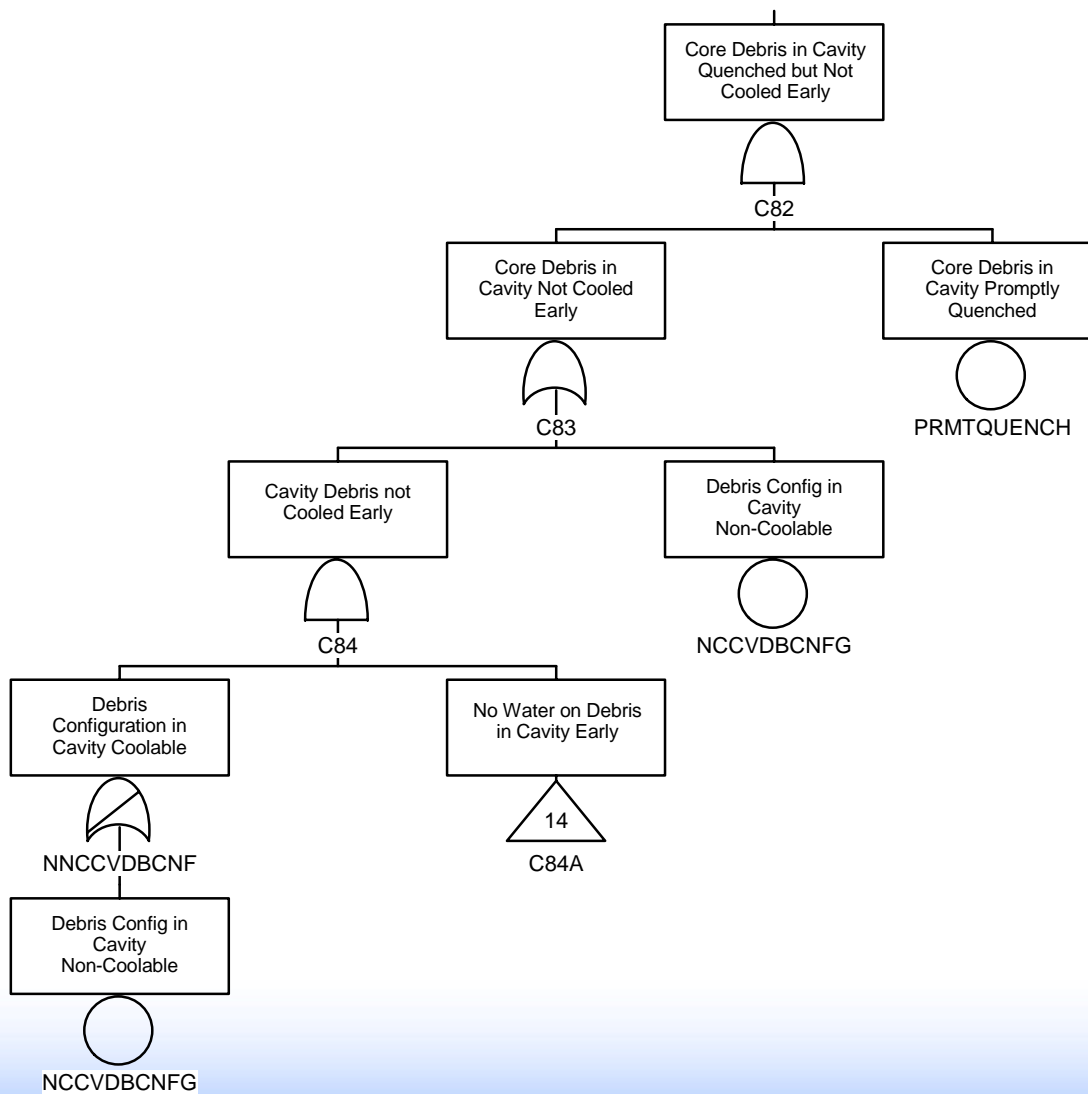 Core Debris in Cavity
Quenched but Not
Cooled Early
C82
Core Debris in
Cavity Not Cooled
Early
Core Debris in
Cavity Promptly
Quenched
C83
PRMTQUENCH
Cavity Debris not
Cooled Early
Debris Config in
Cavity
Non-Coolable
C84
NCCVDBCNFG
Debris
Configuration in
Cavity Coolable
No Water on Debris
in Cavity Early
14
NNCCVDBCNF
C84A
Debris Config in
Cavity
Non-Coolable
NCCVDBCNFG